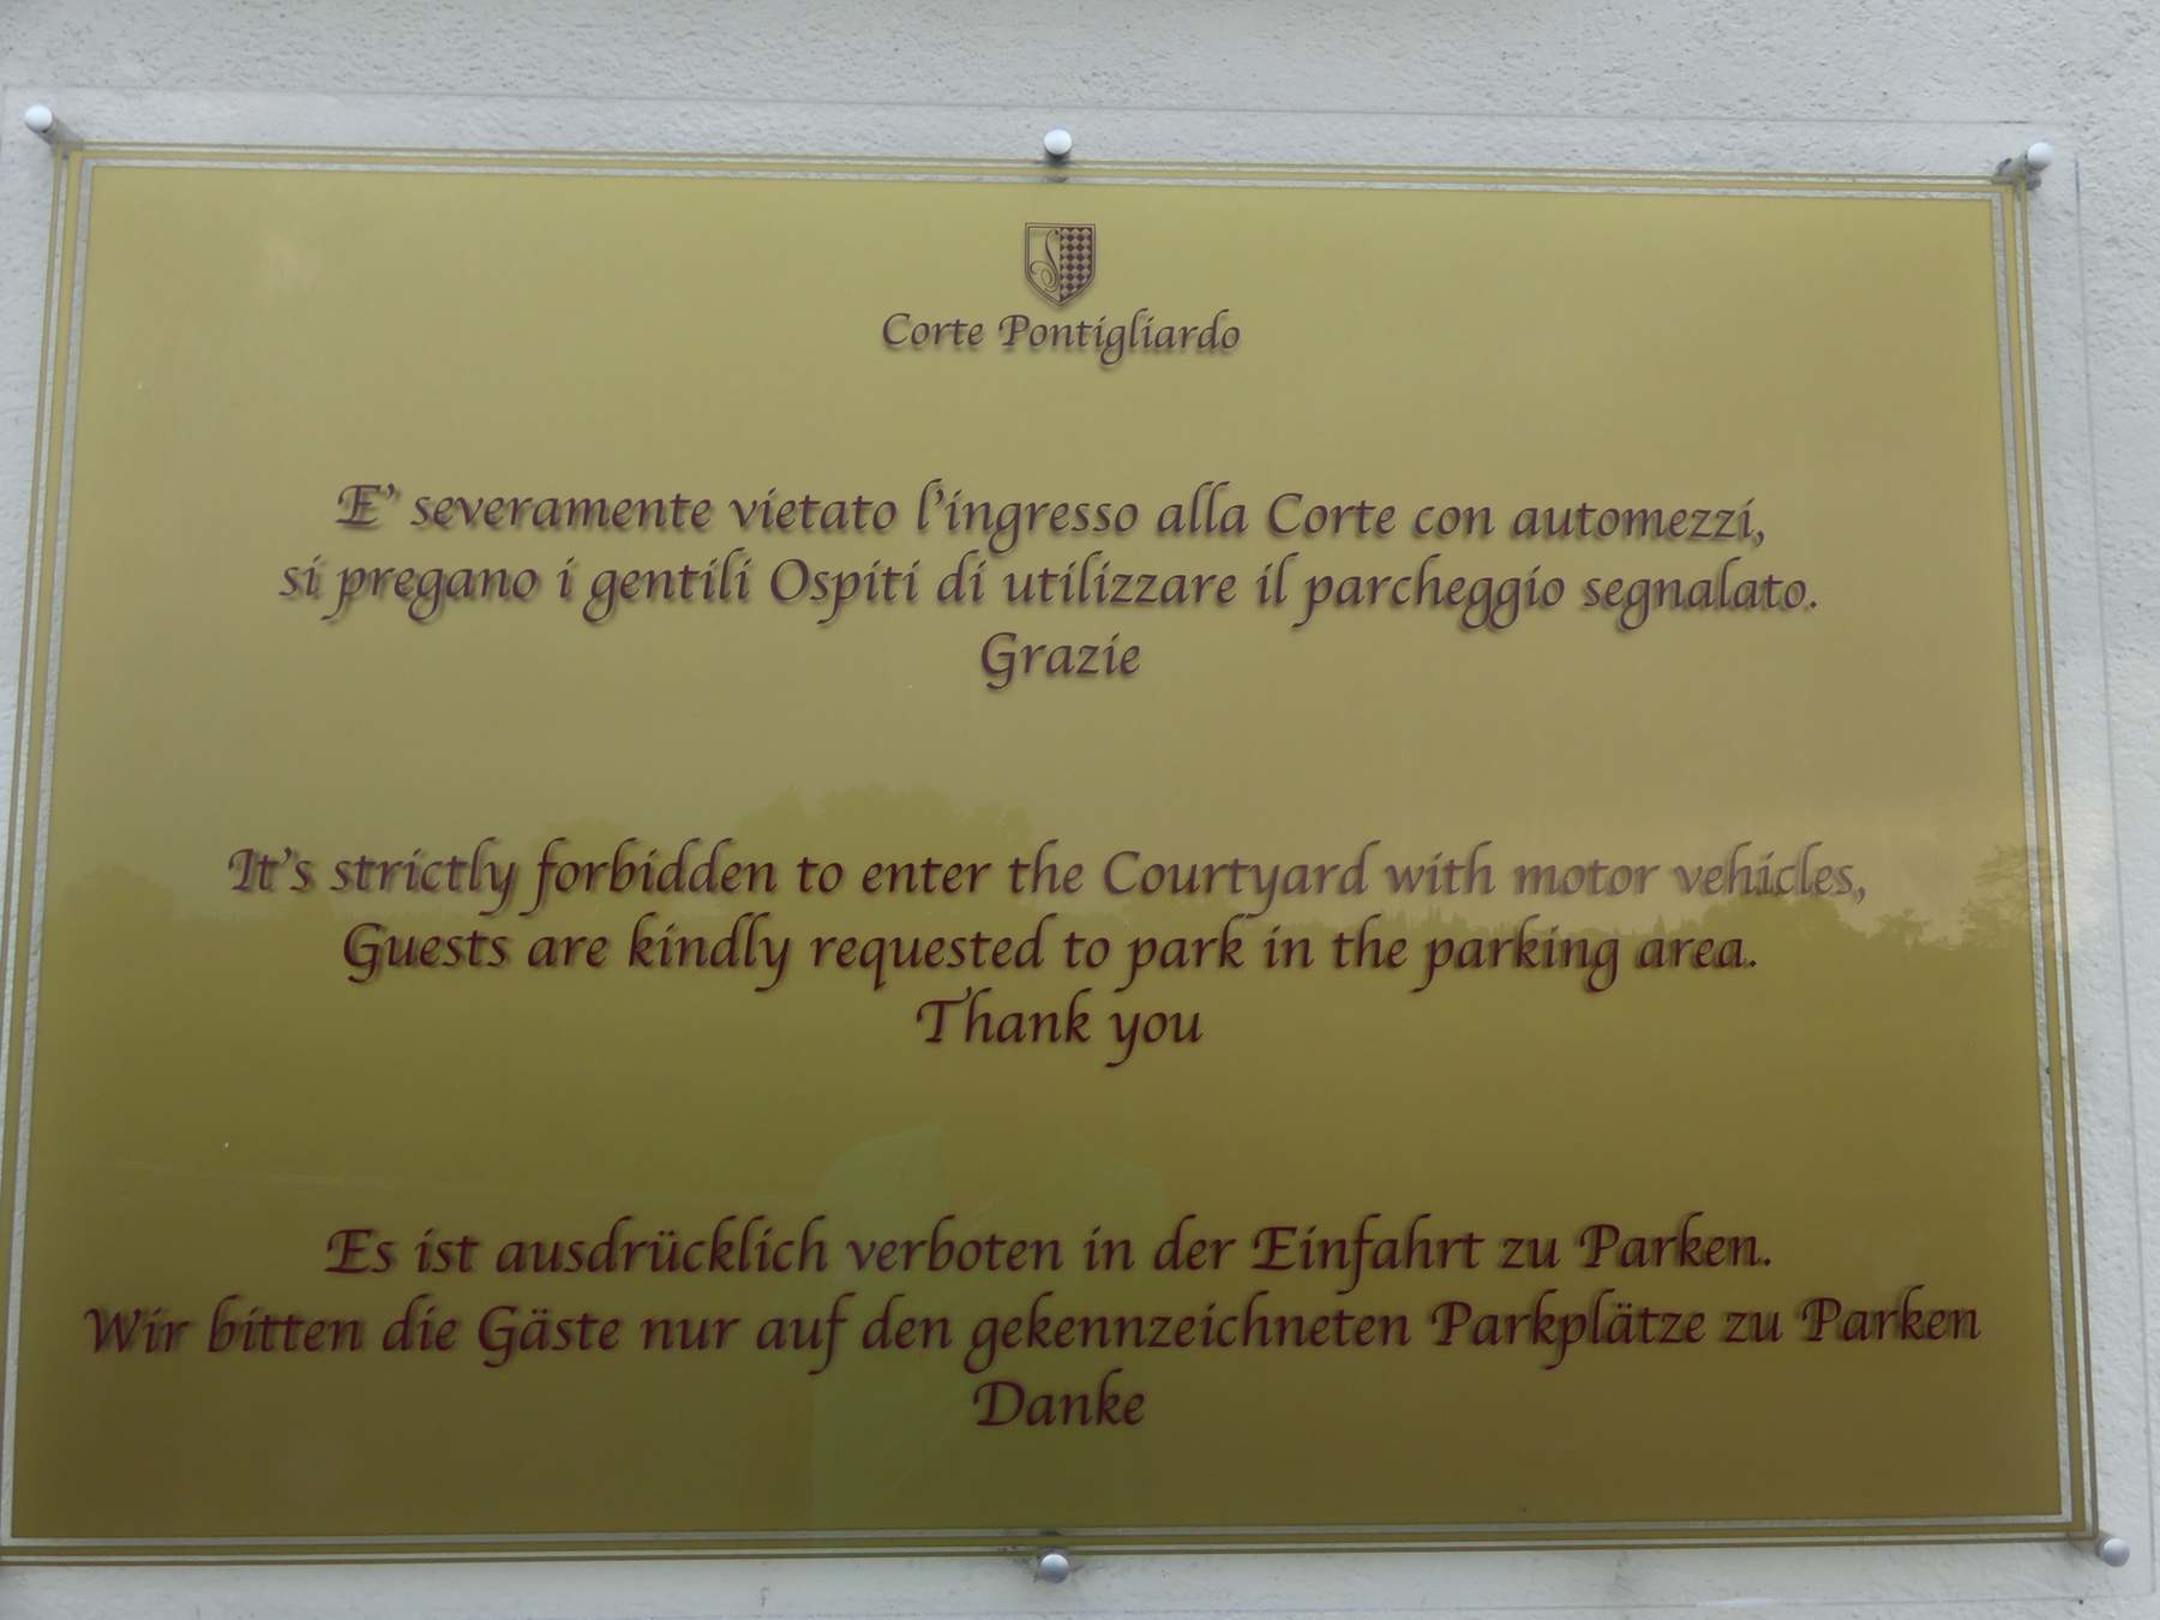 Corte Pontigliardo
E' severamente vietato l'ingresso alla Corte con automezzi,
si pregano i gentili Ospiti di utilizzare il parcheggio segnalato.
Grazie
It's strictly forbidden to enter the Courtyard with motor vehicles,
Guests are kindly requested to park in the parking area.
Thank you
Es ist ausdrücklich verboten in der Einfahrt zu Parken.
Wir bitten die Gäste nur auf den gekennzeichneten Parkplätze zu Parken
Danke